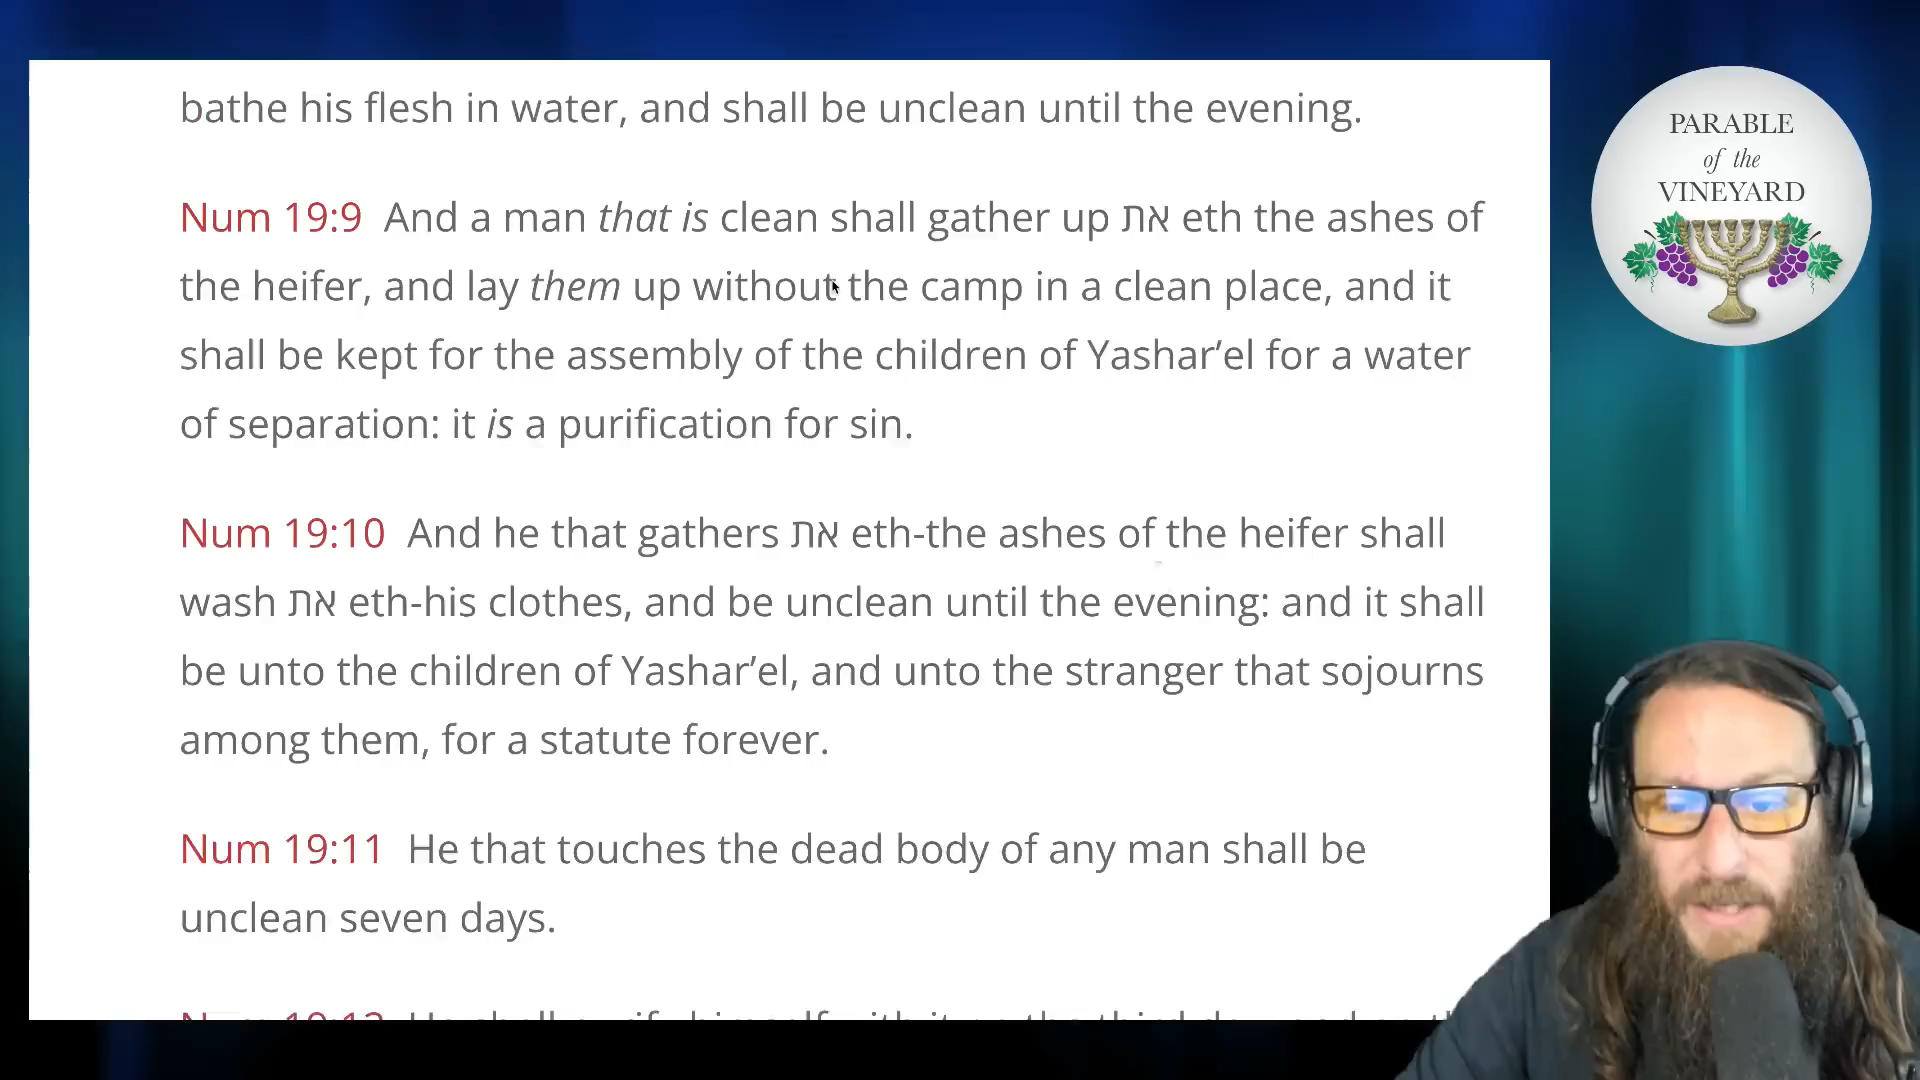 bathe his flesh in water, and shall be unclean until the evening.
Num 19:9 And a man that is clean shall gather up את eth the ashes of
the heifer, and lay them up without the camp in a clean place, and it
shall be kept for the assembly of the children of Yashar’el for a water
of separation: it is a purification for sin.
Num 19:10 And he that gathers את eth-the ashes of the heifer shall
wash את eth-his clothes, and be unclean until the evening: and it shall
be unto the children of Yashar’el, and unto the stranger that sojourns
among them, for a statute forever.
Num 19:11 He that touches the dead body of any man shall be
unclean seven days.
PARABLE
of the
VINEYARD